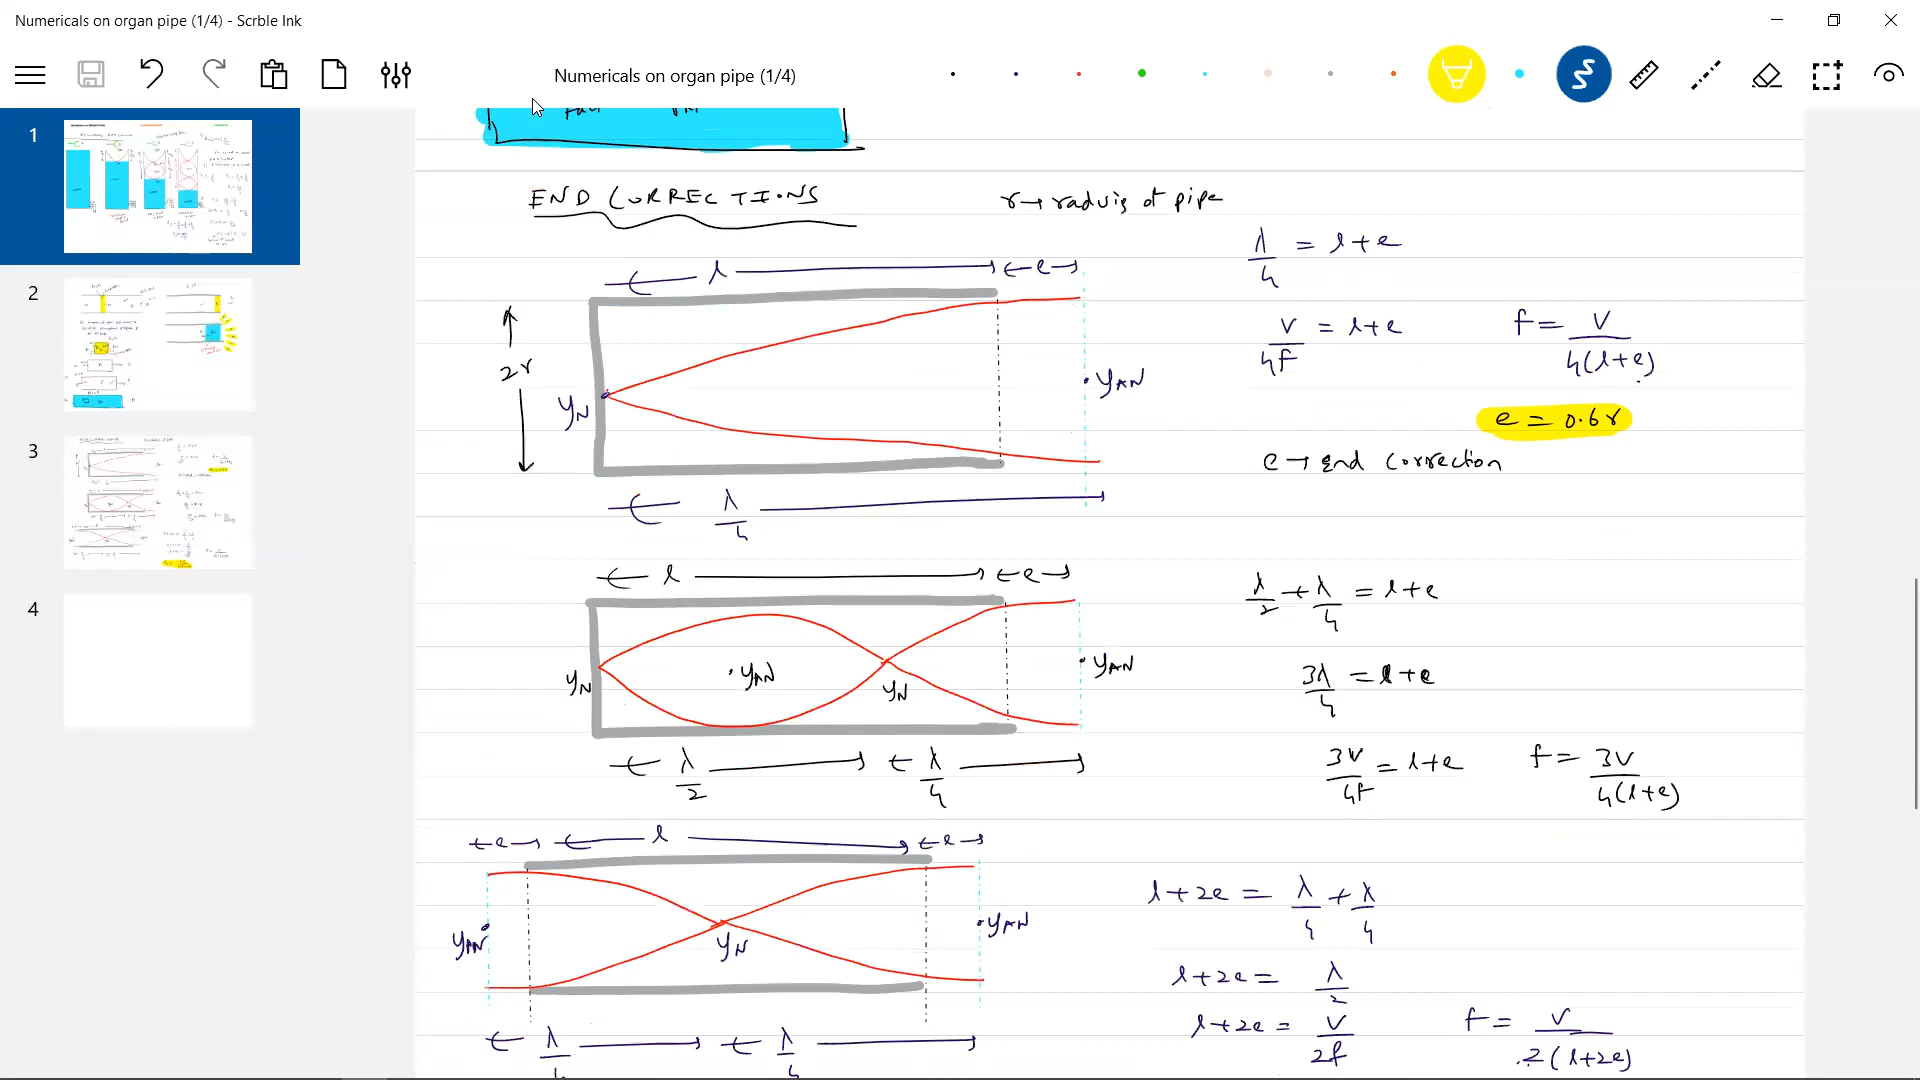 Numericals on organ pipe (1/4) - Scrble Ink
Numericals on organ pipe (1/4)
1
2
3
4
END CORRECTIONS
r → raduis of pipe
l e
λ/4 = l+e
2r
V/4f = l+e f = V/4(l+e)
yN yAN
e = 0.6r
e → end correction
λ/4
l e
λ/2 + λ/4 = l+e
yN yAN yN yAN
3λ/4 = l+e
λ/2 λ/4
3V/4f = l+e f = 3V/4(l+e)
e l e
l+2e = λ/4 + λ/4
yAN yN yAN
l+2e = λ/2
l+2e = V/2f f = V/2(l+2e)
λ λ